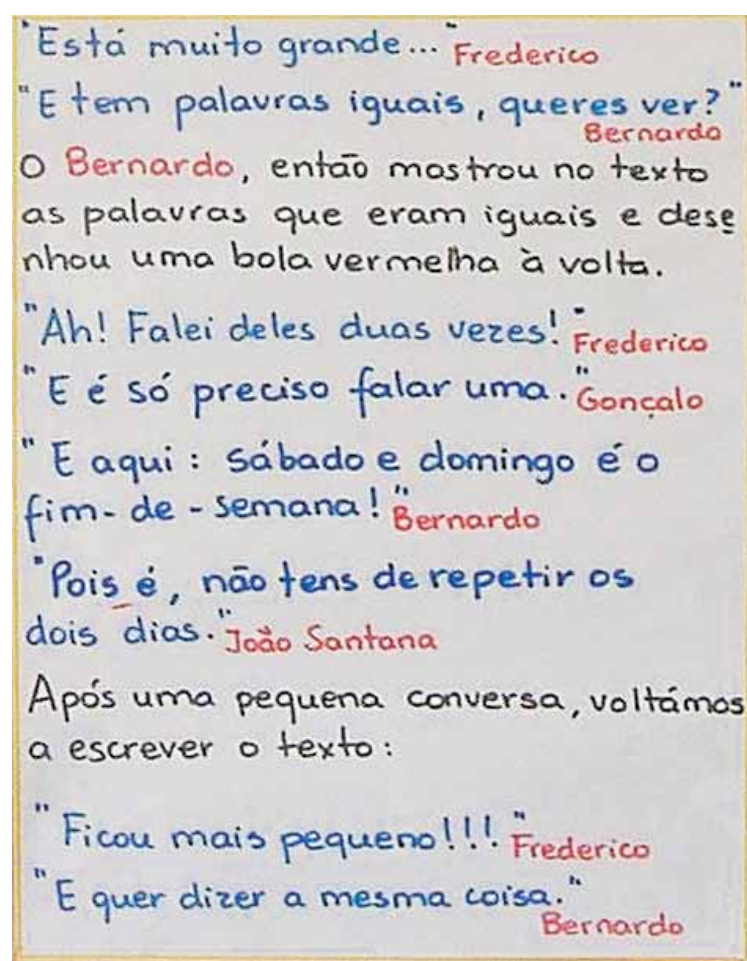 "Está muito grande..." Frederico
"E tem palavras iguais, queres ver?"
Bernardo
O Bernardo, então mostrou no texto
as palavras que eram iguais e dese
nhou uma bola vermelha à volta.
"Ah! Falei deles duas vezes!" Frederico
"E é só preciso falar uma." Gonçalo
"E aqui: sábado e domingo é o
fim-de-semana!" Bernardo
"Pois é, não tens de repetir os
dois dias." João Santana
Após uma pequena conversa, voltámos
a escrever o texto:
"Ficou mais pequeno!!!" Frederico
"E quer dizer a mesma coisa."
Bernardo